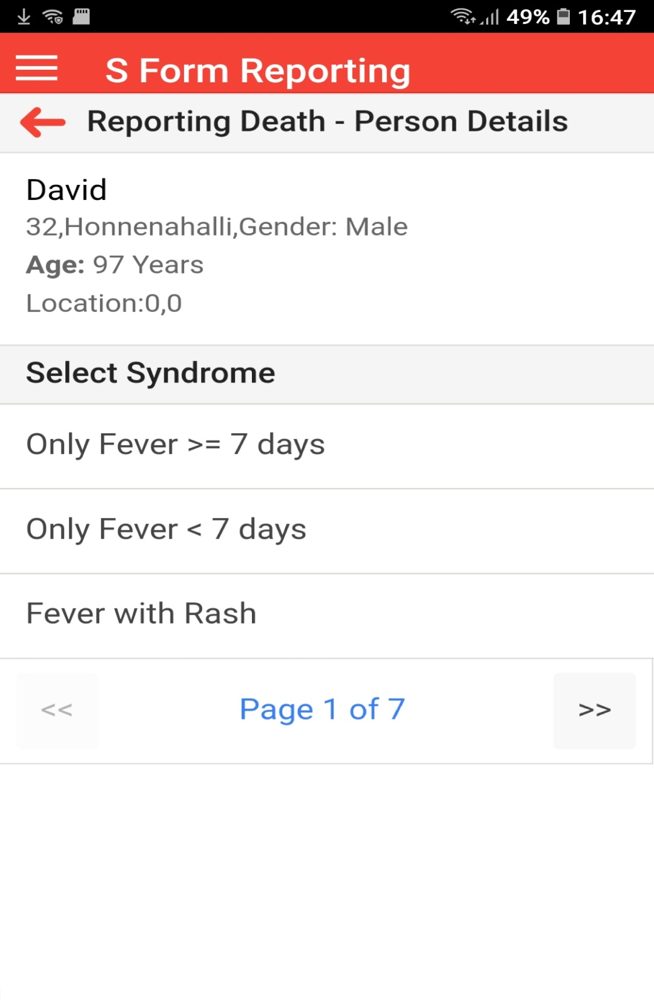 49% 16:47
S Form Reporting
Reporting Death - Person Details
David
32,Honnenahalli,Gender: Male
Age: 97 Years
Location:0,0
Select Syndrome
Only Fever >= 7 days
Only Fever < 7 days
Fever with Rash
<< Page 1 of 7 >>